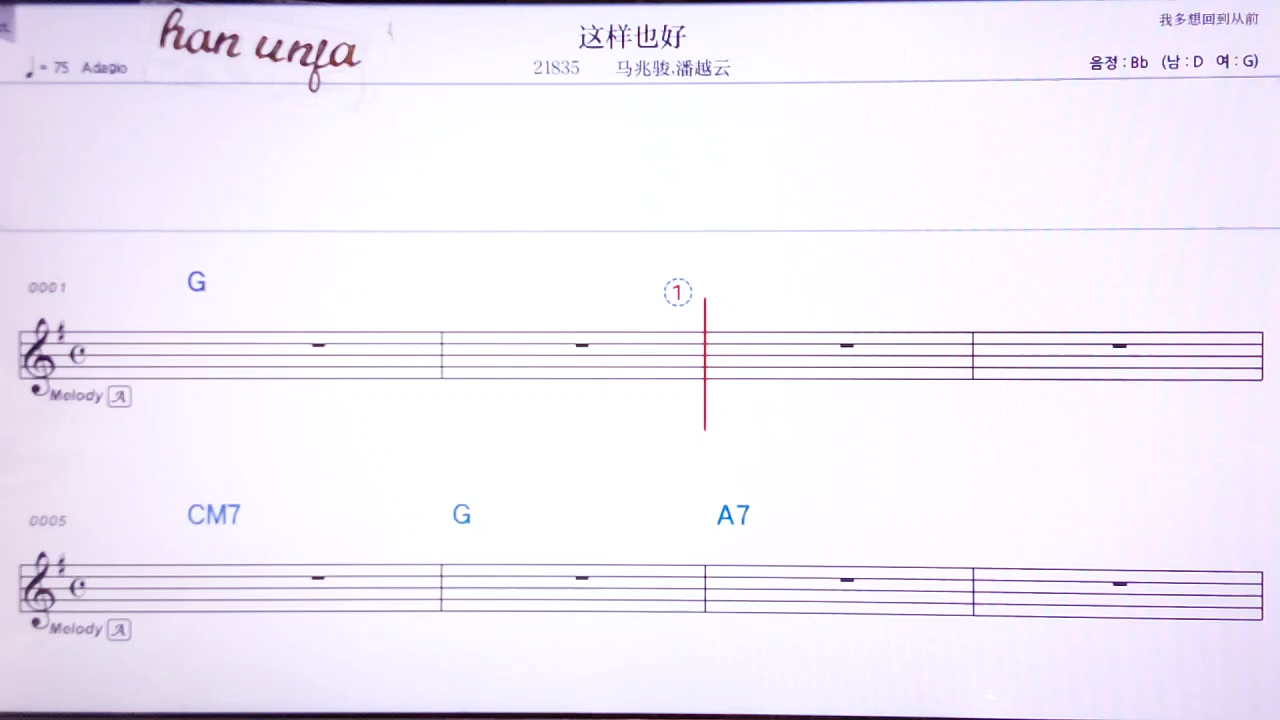 han unfa
这样也好
我多想回到从前
♩ = 75 Adagio
21835 马兆骏,潘越云
음정 : Bb (남 : D 여 : G)
0001 G
1
Melody A
0005 CM7 G A7
Melody A